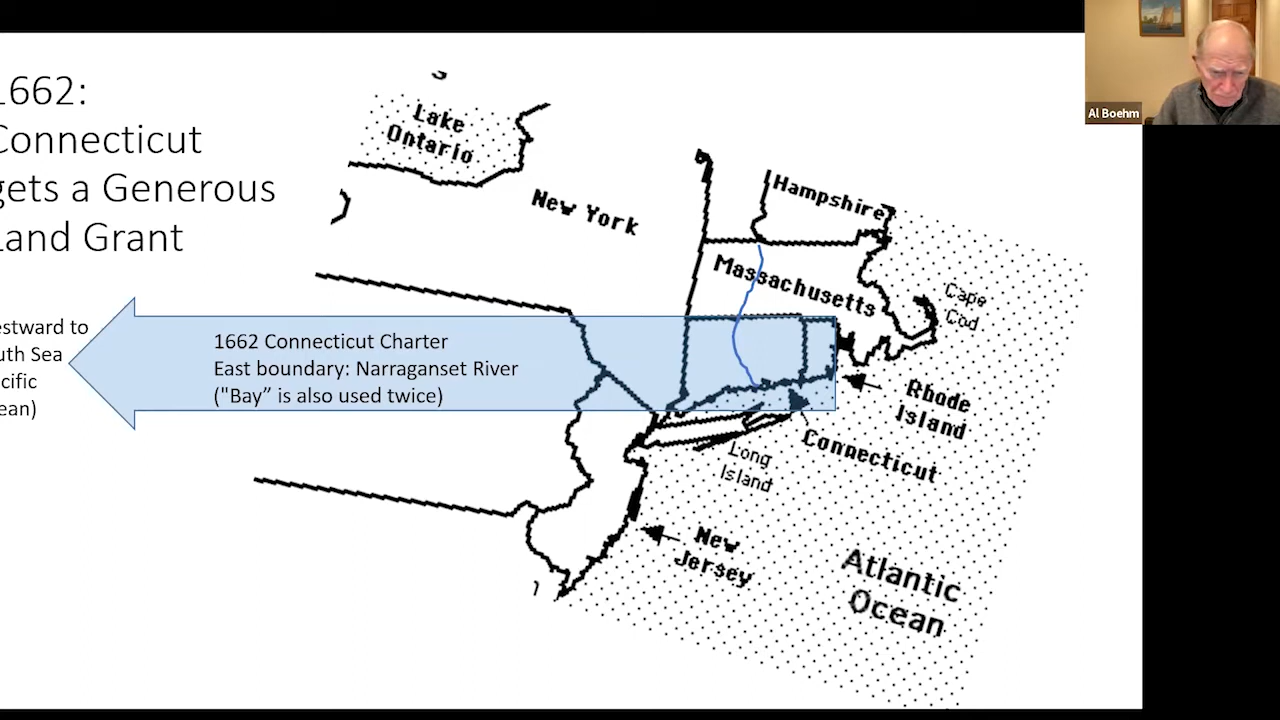 1662:
Connecticut
gets a Generous
Land Grant
estward to
uth Sea
cific
ean)
1662 Connecticut Charter
East boundary: Narraganset River
("Bay” is also used twice)
Lake
Ontario
New York
Hampshire
Massachusetts
Cape
Cod
Rhode
Island
Connecticut
Long
Island
New
Jersey
Atlantic
Ocean
Al Boehm